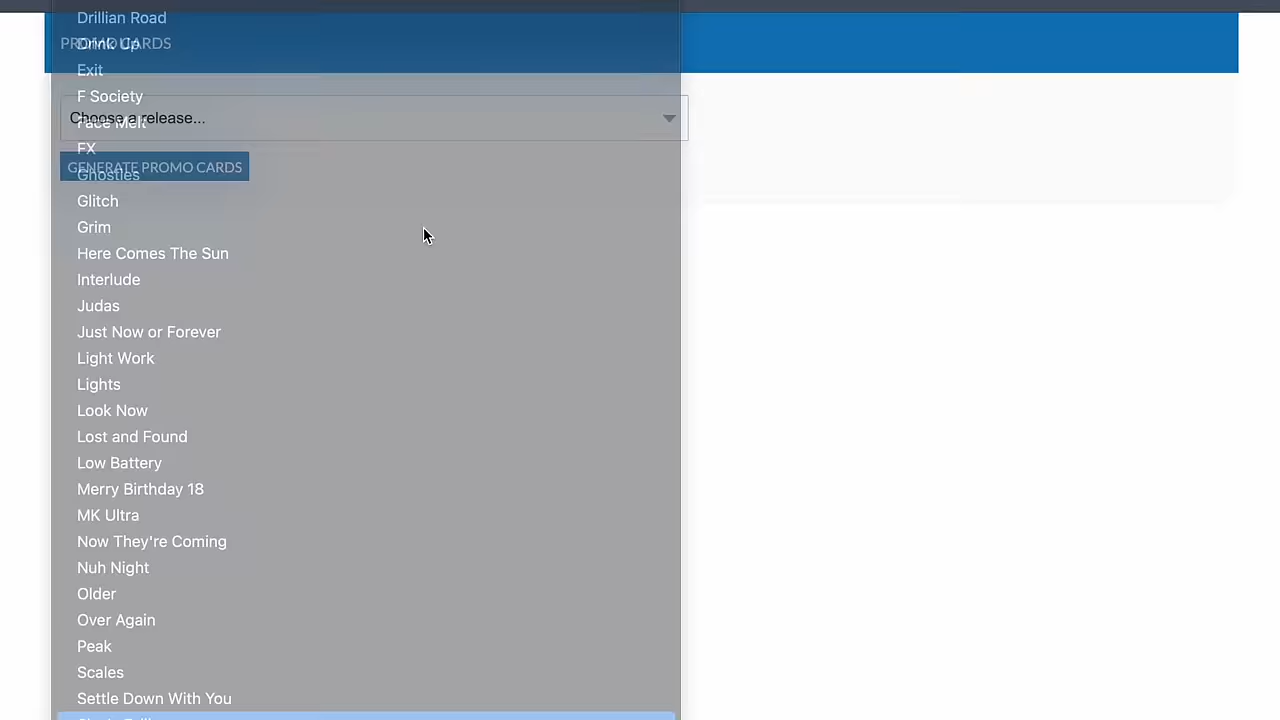 Drillian Road
PROMO CARDS
Drink Up
Exit
F Society
Choose a release...
Face Melt
FX
GENERATE PROMO CARDS
Ghosties
Glitch
Grim
Here Comes The Sun
Interlude
Judas
Just Now or Forever
Light Work
Lights
Look Now
Lost and Found
Low Battery
Merry Birthday 18
MK Ultra
Now They're Coming
Nuh Night
Older
Over Again
Peak
Scales
Settle Down With You